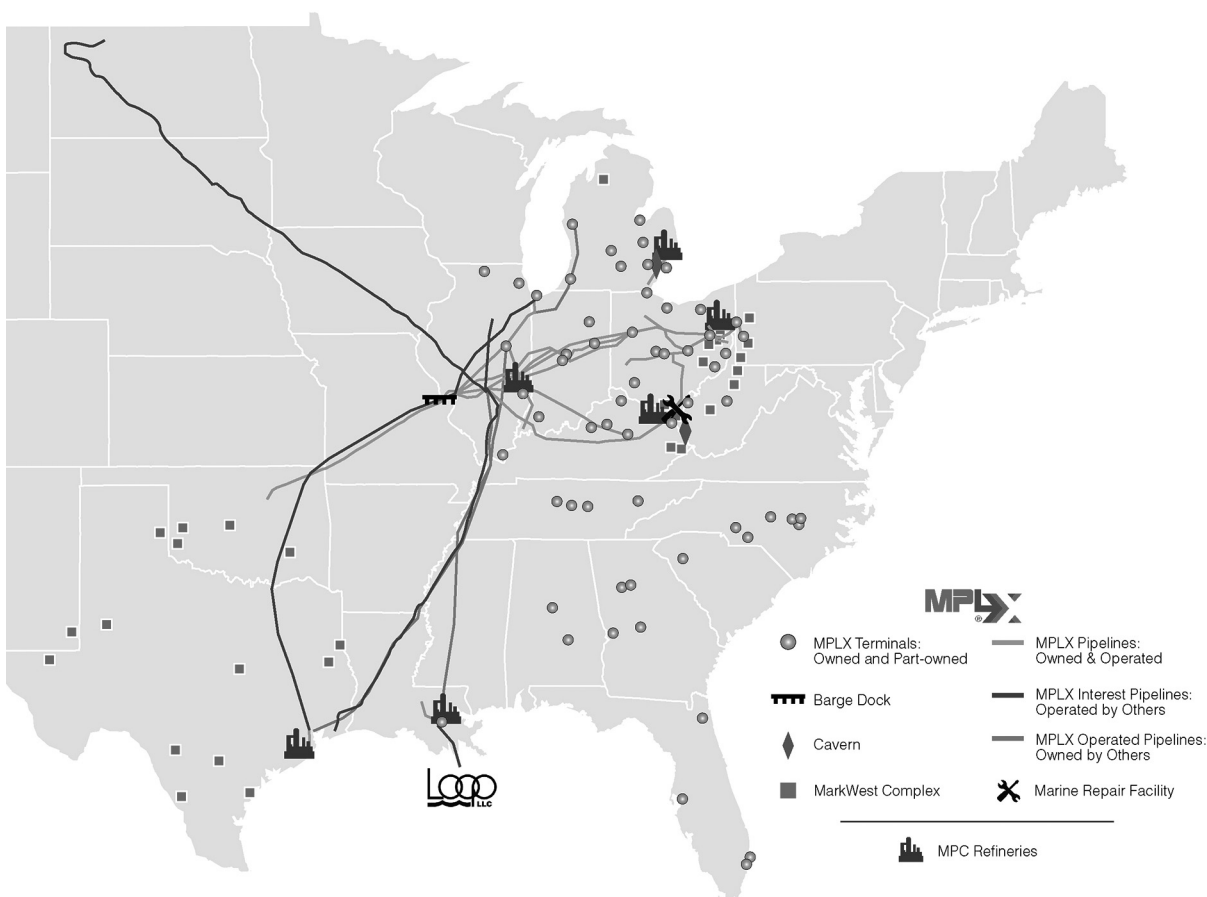 MPLX
®
MPLX Terminals:
Owned and Part-owned
Barge Dock
Cavern
MarkWest Complex
MPLX Pipelines:
Owned & Operated
MPLX Interest Pipelines:
Operated by Others
MPLX Operated Pipelines:
Owned by Others
Marine Repair Facility
MPC Refineries
LOOP
LLC